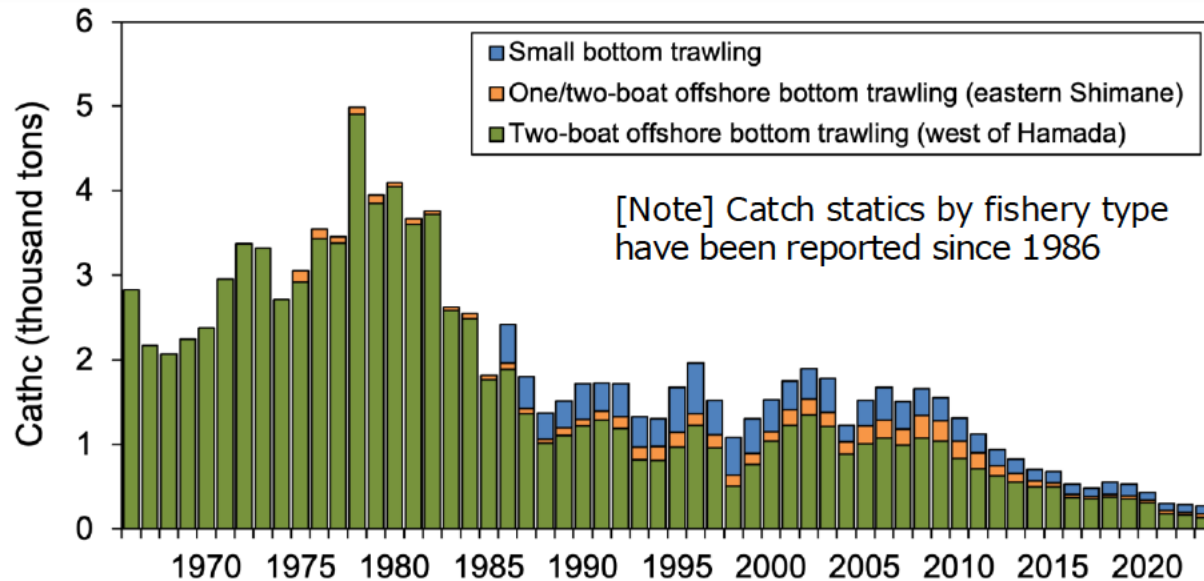 Cathc (thousand tons)
6
5
4
3
2
1
0
Small bottom trawling
One/two-boat offshore bottom trawling (eastern Shimane)
Two-boat offshore bottom trawling (west of Hamada)
[Note] Catch statics by fishery type
have been reported since 1986
1970 1975 1980 1985 1990 1995 2000 2005 2010 2015 2020